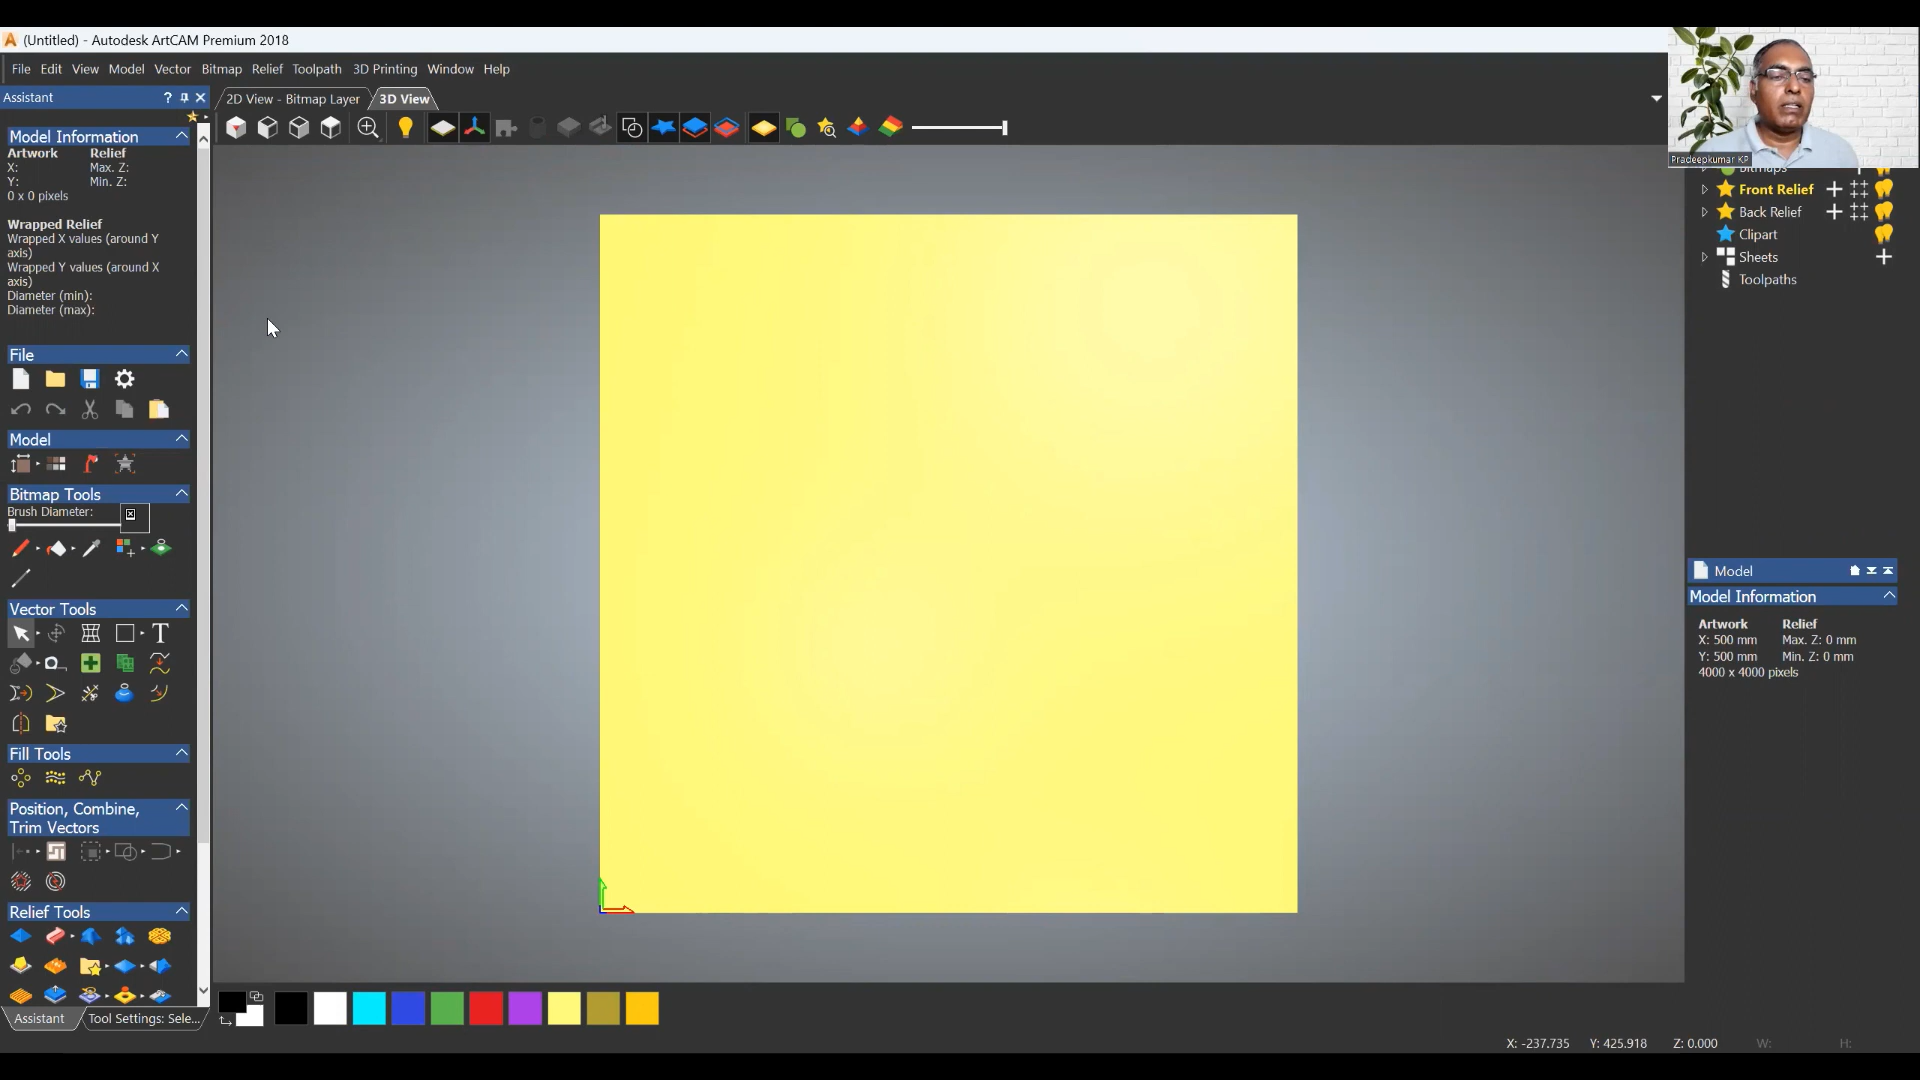 (Untitled) - Autodesk ArtCAM Premium 2018
File Edit View Model Vector Bitmap Relief Toolpath 3D Printing Window Help
Assistant
2D View - Bitmap Layer
3D View
Model Information
Artwork Relief
X: Max. Z:
Y: Min. Z:
0 x 0 pixels
Wrapped Relief
Wrapped X values (around Y
axis)
Wrapped Y values (around X
axis)
Diameter (min):
Diameter (max):
File
Model
Bitmap Tools
Brush Diameter:
Vector Tools
Fill Tools
Position, Combine,
Trim Vectors
Relief Tools
Assistant
Tool Settings: Sele...
Pradeepkumar KP
Bitmaps
Front Relief
Back Relief
Clipart
Sheets
Toolpaths
Model
Model Information
Artwork Relief
X: 500 mm Max. Z: 0 mm
Y: 500 mm Min. Z: 0 mm
4000 x 4000 pixels
X: -237.735 Y: 425.918 Z: 0.000 W: H: